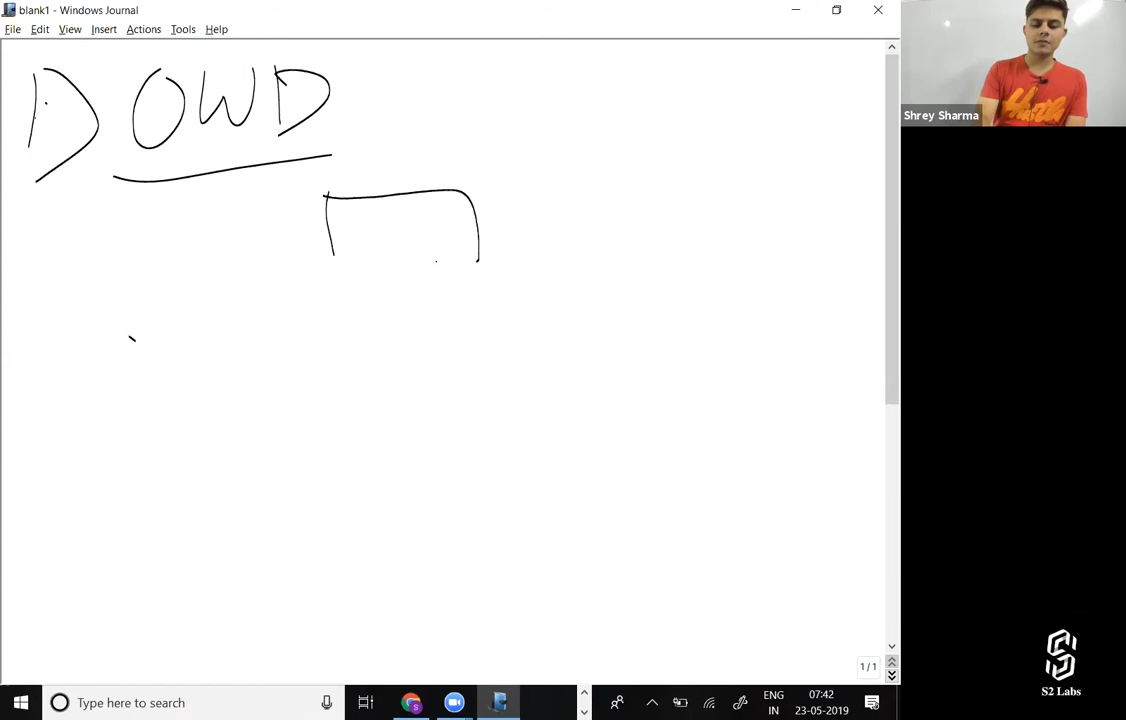 blank1 - Windows Journal
File Edit View Insert Actions Tools Help
D OWD
Shrey Sharma
1 / 1
S2 Labs
Type here to search
ENG
IN
07:42
23-05-2019